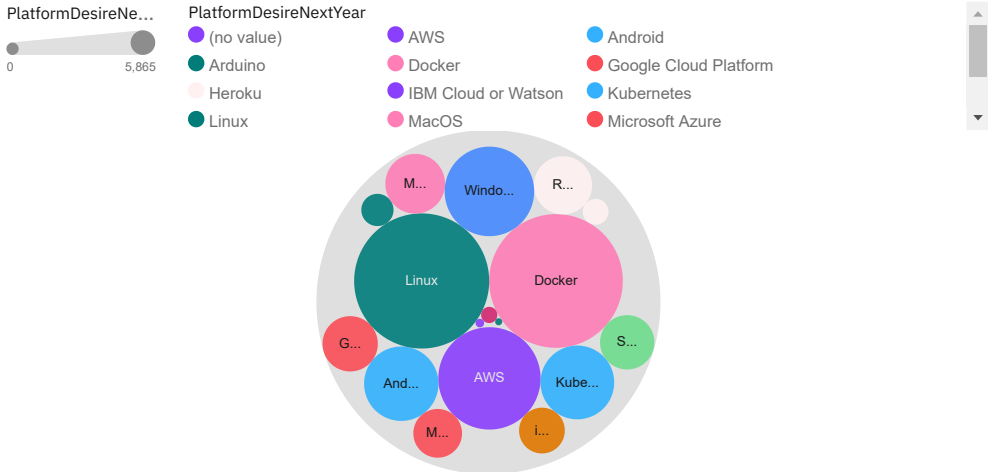 PlatformDesireNe...
0 5,865
PlatformDesireNextYear
(no value) AWS Android
Arduino Docker Google Cloud Platform
Heroku IBM Cloud or Watson Kubernetes
Linux MacOS Microsoft Azure
M... Windo... R...
Linux Docker
G... S...
And... AWS Kube...
M... i...